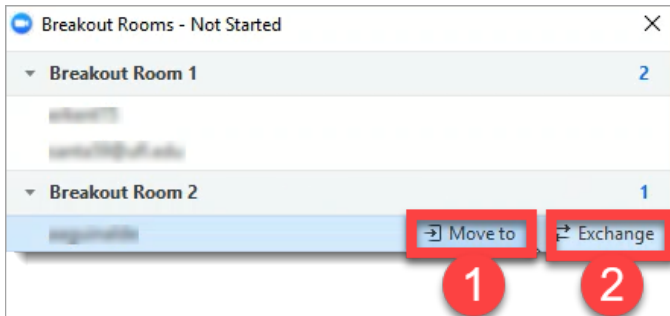 Breakout Rooms - Not Started
Breakout Room 1 2
Breakout Room 2 1
Move to Exchange
1 2